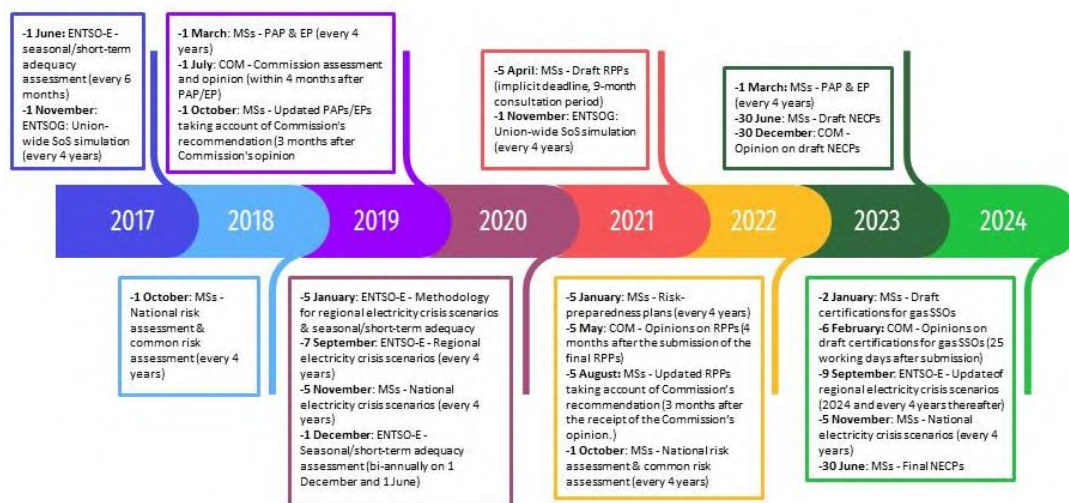 -1 June: ENTSO-E -
seasonal/short-term
adequacy
assessment (every 6
months)
-1 November:
ENTSOG: Union-
wide SoS simulation
(every 4 years)
-1 March: MSs - PAP & EP (every 4
years)
-1 July: COM - Commission assessment
and opinion (within 4 months after
PAP/EP)
-1 October: MSs - Updated PAPs/EPs
taking account of Commission's
recommendation (3 months after
Commission's opinion
-5 April: MSs - Draft RPPs
(implicit deadline, 9-month
consultation period)
-1 November: ENTSOG:
Union-wide SoS simulation
(every 4 years)
-1 March: MSs - PAP & EP
(every 4 years)
-30 June: MSs - Draft NECPs
-30 December: COM -
Opinion on draft NECPs
2017
2018
2019
2020
2021
2022
2023
2024
-1 October: MSs -
National risk
assessment &
common risk
assessment (every 4
years)
-5 January: ENTSO-E - Methodology
for regional electricity crisis scenarios
& seasonal/short-term adequacy
-7 September: ENTSO-E - Regional
electricity crisis scenarios (every 4
years)
-5 November: MSs - National
electricity crisis scenarios (every 4
years)
-1 December: ENTSO-E -
Seasonal/short-term adequacy
assessment (bi-annually on 1
December and 1 June)
-5 January: MSs - Risk-
preparedness plans (every 4 years)
-5 May: COM - Opinions on RPPs (4
months after the submission of the
final RPPs)
-5 August: MSs - Updated RPPs
taking account of Commission's
recommendation (3 months after
the receipt of the Commission's
opinion.)
-1 October: MSs - National risk
assessment & common risk
assessment (every 4 years)
-2 January: MSs - Draft
certifications for gas SSOs
-6 February: COM - Opinions on
draft certifications for gas SSOs (25
working days after submission)
-9 September: ENTSO-E - Update of
regional electricity crisis scenarios
(2024 and every 4 years thereafter)
-5 November: MSs - National
electricity crisis scenarios (every 4
years)
-30 June: MSs - Final NECPs